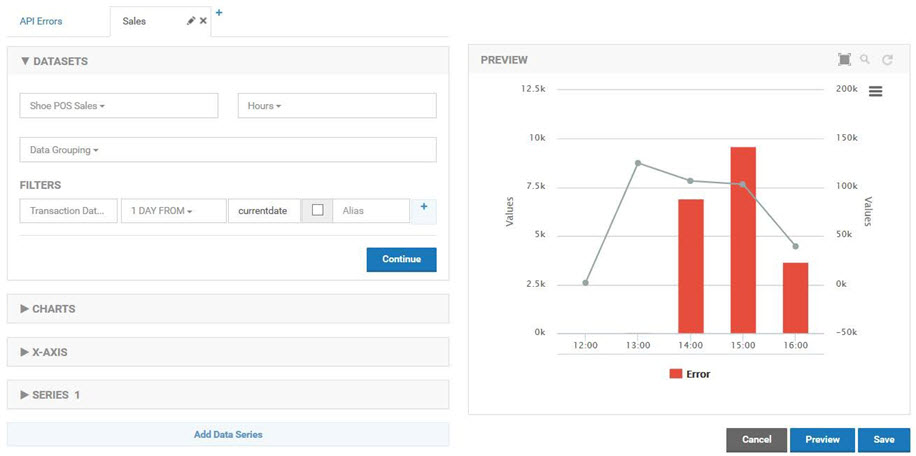 API Errors
Sales
+
DATASETS
Shoe POS Sales
Hours
Data Grouping
FILTERS
Transaction Dat...
1 DAY FROM
currentdate
Alias
+
Continue
CHARTS
X-AXIS
SERIES 1
Add Data Series
PREVIEW
12.5k
10k
7.5k
5k
2.5k
0k
Values
200k
150k
100k
50k
0k
-50k
Values
12:00 13:00 14:00 15:00 16:00
Error
Cancel
Preview
Save